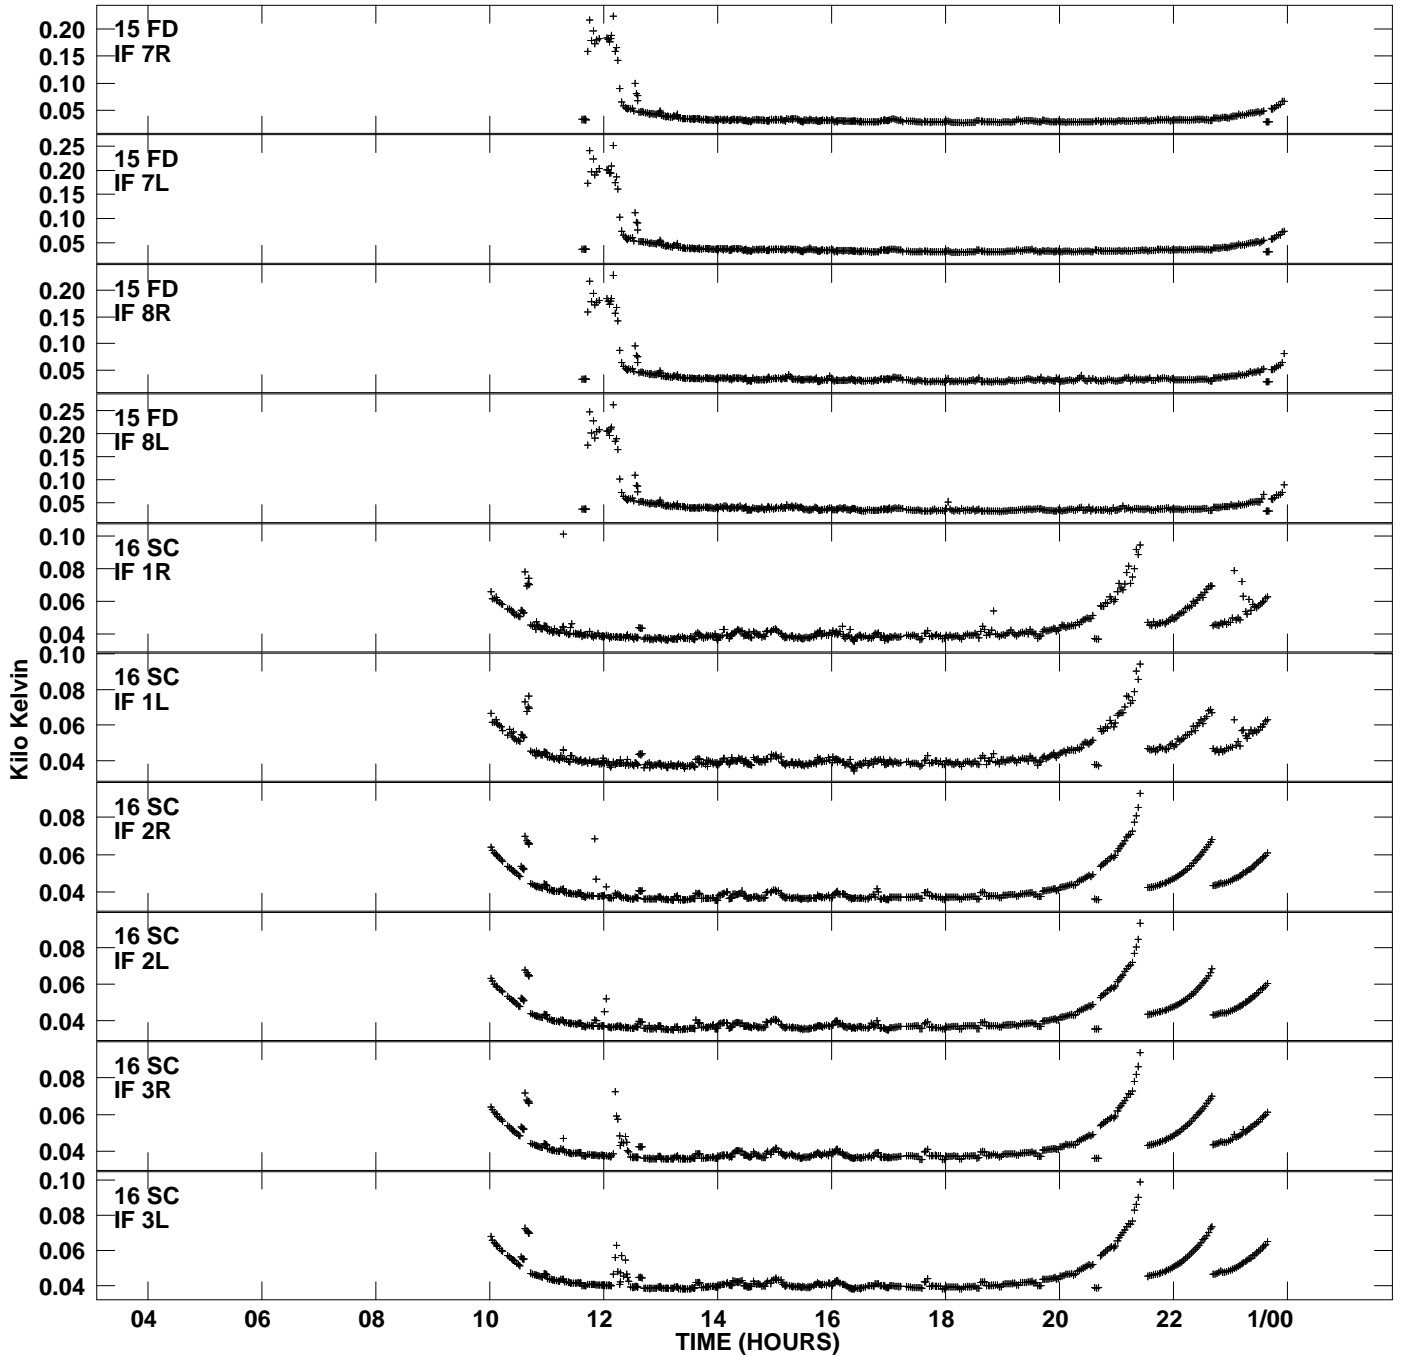 0.20
0.15
0.10
0.05
15 FD
IF 7R
0.25
0.20
0.15
0.10
0.05
15 FD
IF 7L
0.20
0.15
0.10
0.05
15 FD
IF 8R
0.25
0.20
0.15
0.10
0.05
15 FD
IF 8L
0.10
0.08
0.06
0.04
16 SC
IF 1R
0.10
0.08
0.06
0.04
16 SC
IF 1L
0.08
0.06
0.04
16 SC
IF 2R
0.08
0.06
0.04
16 SC
IF 2L
0.08
0.06
0.04
16 SC
IF 3R
0.10
0.08
0.06
0.04
16 SC
IF 3L
Kilo Kelvin
04 06 08 10 12 14 16 18 20 22 1/00
TIME (HOURS)